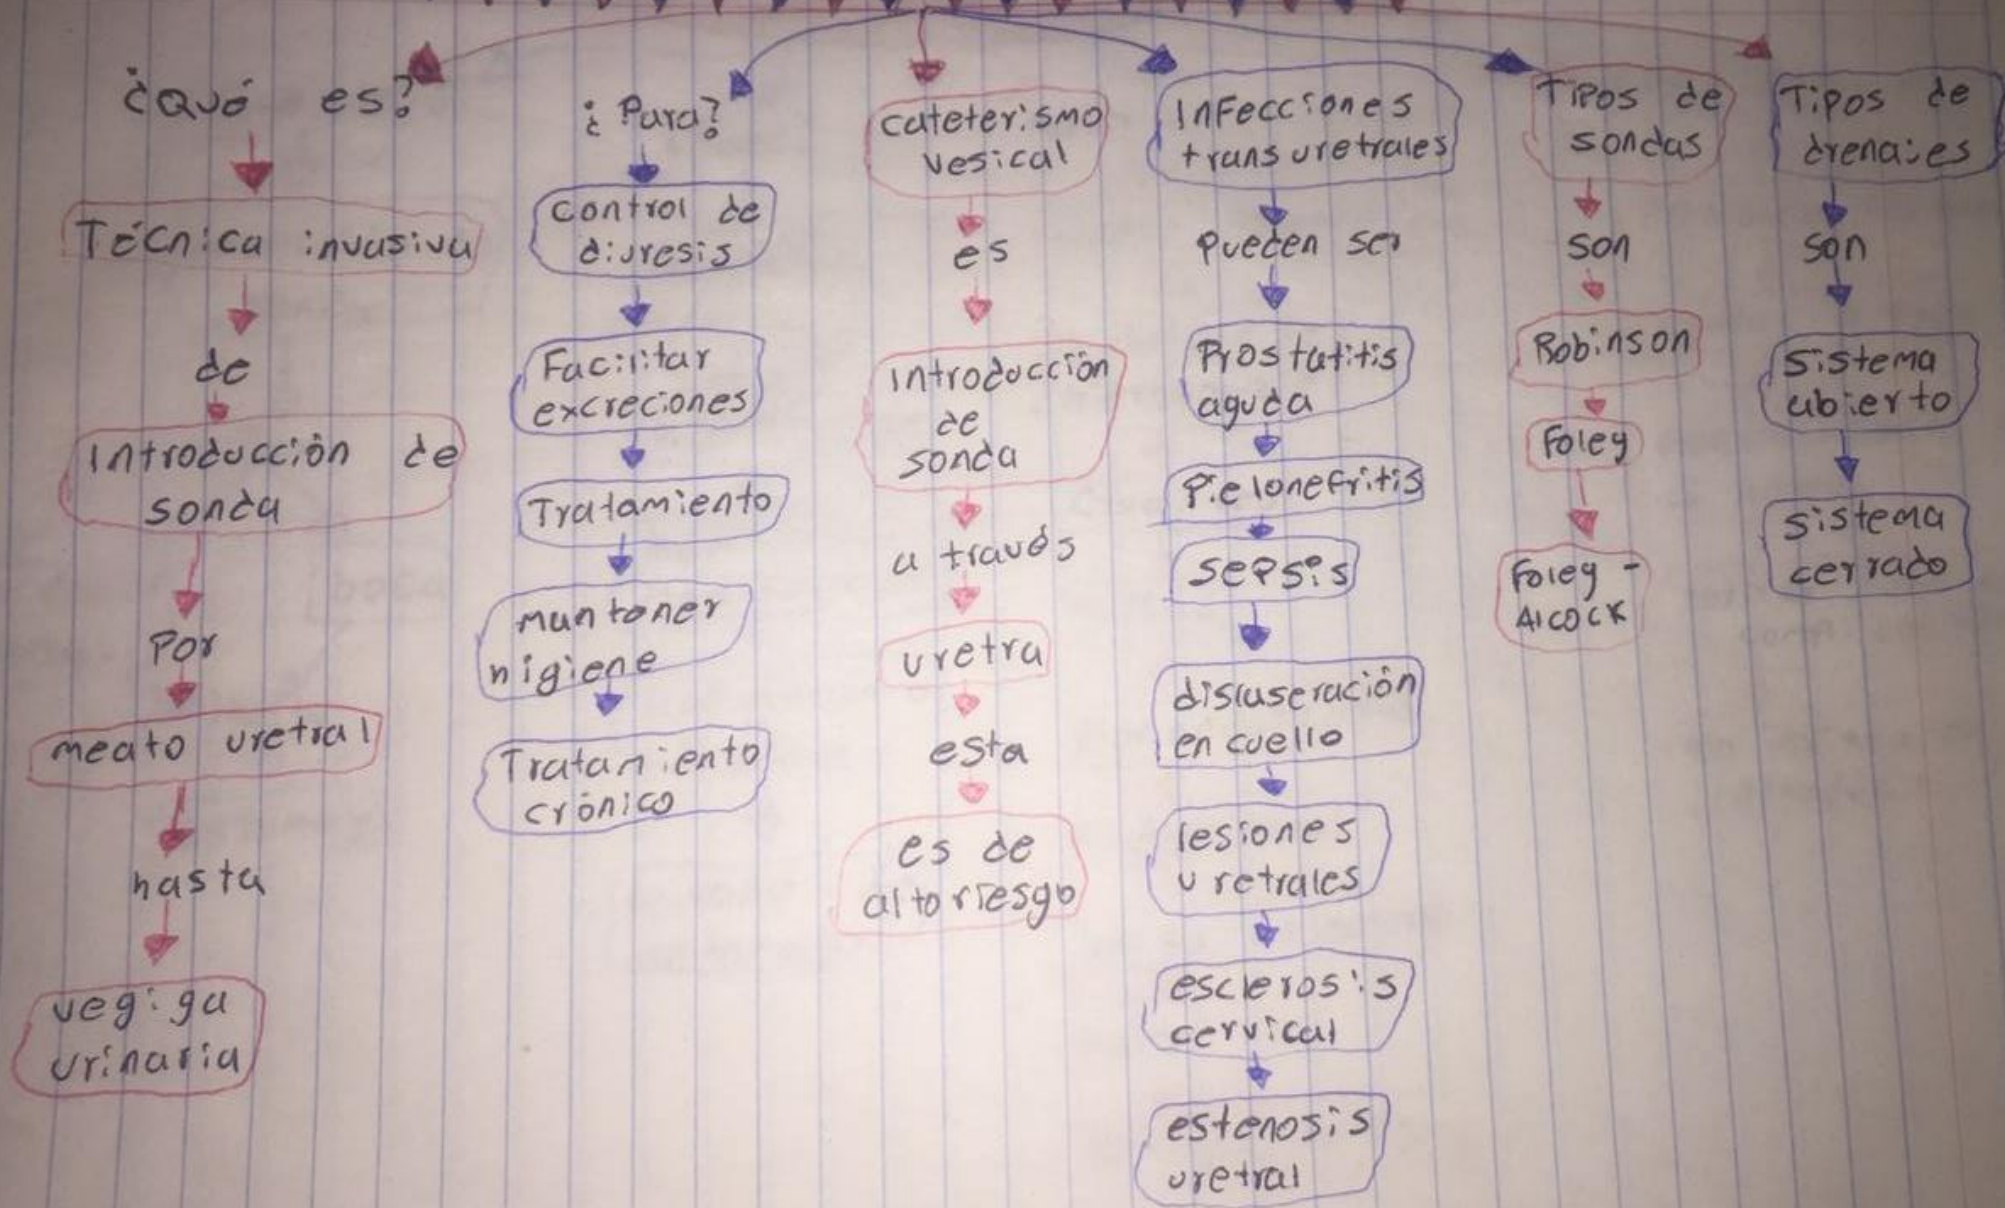 ¿Qué es?
Técnica invasiva
de
Introducción de
sonda
Por
meato uretral
hasta
vegiga
urinaria
¿Para?
control de
diuresis
Facilitar
excreciones
Tratamiento
mantener
higiene
Tratamiento
crónico
cateterismo
vesical
es
introducción
de
sonda
a través
uretra
esta
es de
alto riesgo
Infecciones
transuretrales
pueden ser
Prostatitis
aguda
Pielonefritis
sepsis
en cuello
lesiones
uretrales
esclerosis
cervical
estenosis
uretral
Tipos de
sondas
son
Robinson
Foley
Foley -
Alcock
Tipos de
drenajes
son
sistema
abierto
sistema
cerrado